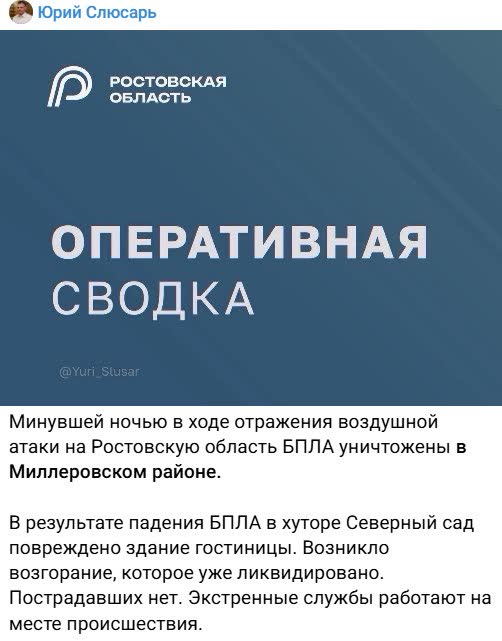 Юрий Слюсарь
РОСТОВСКАЯ
ОБЛАСТЬ
ОПЕРАТИВНАЯ
СВОДКА
@Yuri_Slusar
Минувшей ночью в ходе отражения воздушной
атаки на Ростовскую область БПЛА уничтожены в
Миллеровском районе.
В результате падения БПЛА в хуторе Северный сад
повреждено здание гостиницы. Возникло
возгорание, которое уже ликвидировано.
Пострадавших нет. Экстренные службы работают на
месте происшествия.